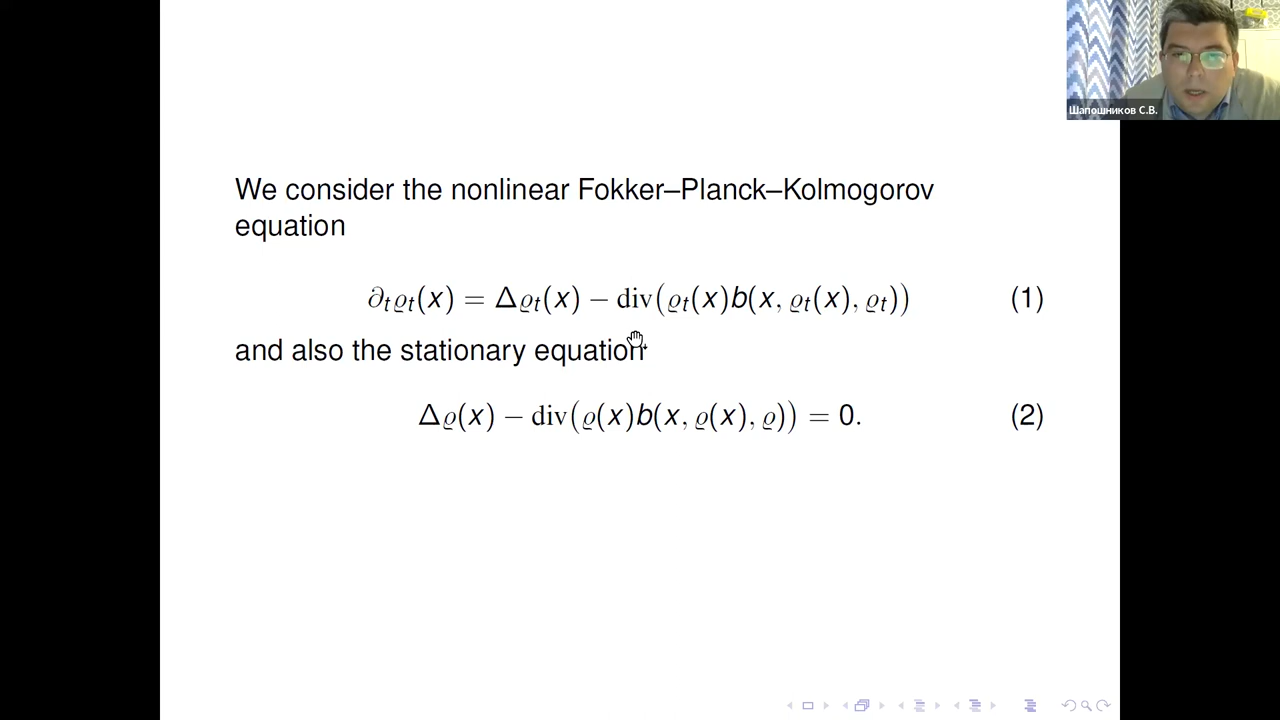 Шапошников С.В.
We consider the nonlinear Fokker–Planck–Kolmogorov
equation
∂ₜϱₜ(x) = Δϱₜ(x) − div(ϱₜ(x)b(x, ϱₜ(x), ϱₜ)) (1)
and also the stationary equation
Δϱ(x) − div(ϱ(x)b(x, ϱ(x), ϱ)) = 0. (2)